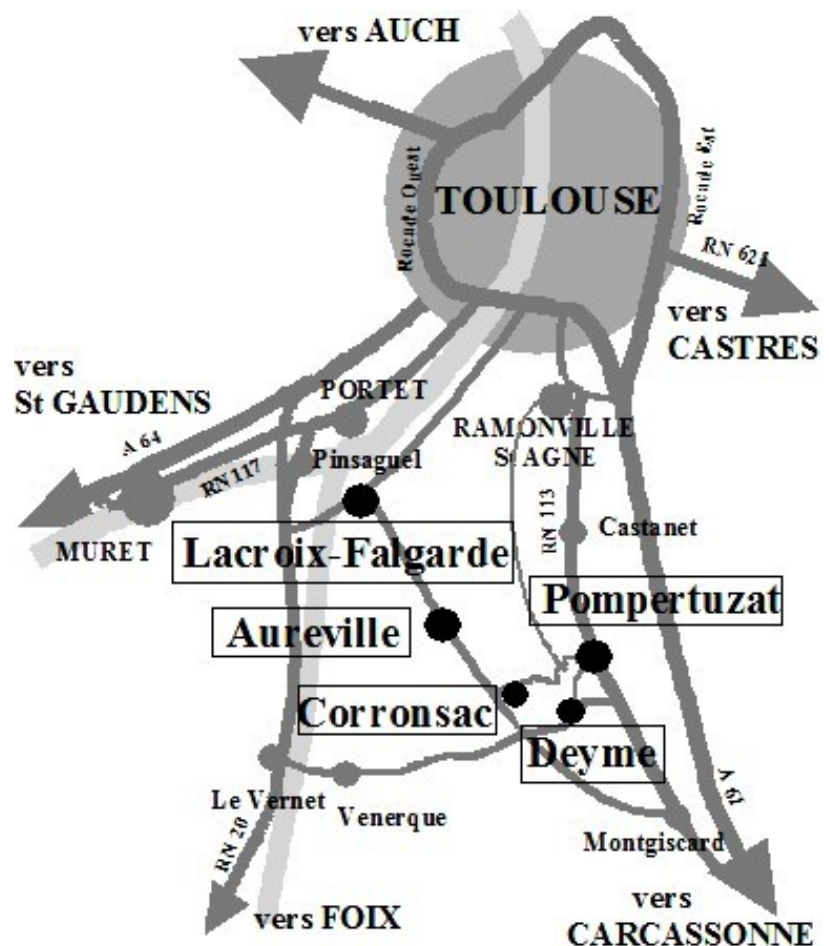 vers AUCH
Rocade Ouest
TOULOUSE
Rocade Est
RN 621
vers
CASTRES
vers
St GAUDENS
PORTET
A 64
RAMONVILLE
St AGNE
RN 117
Pinsaguel
MURET
RN 113
Castanet
Lacroix-Falgarde
Pompertuzat
Aureville
Corronsac
Deyme
Le Vernet
Venerque
A 61
RN 20
Montgiscard
vers FOIX
vers
CARCASSONNE